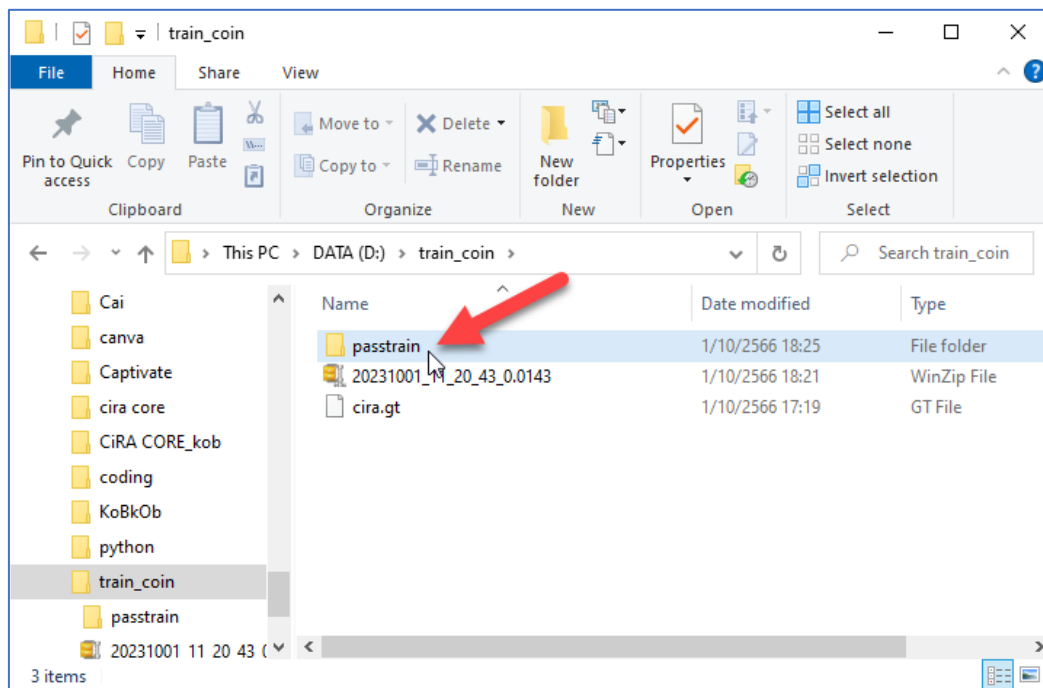 train_coin
File Home Share View
Pin to Quick access
Copy
Paste
Clipboard
Move to
Copy to
Delete
Rename
Organize
New folder
New
Properties
Open
Select all
Select none
Invert selection
Select
This PC > DATA (D:) > train_coin >
Search train_coin
Cai
canva
Captivate
cira core
CiRA CORE_kob
coding
KoBkOb
python
train_coin
passtrain
20231001_11_20_43_0
Name Date modified Type
passtrain 1/10/2566 18:25 File folder
20231001_11_20_43_0.0143 1/10/2566 18:21 WinZip File
cira.gt 1/10/2566 17:19 GT File
3 items